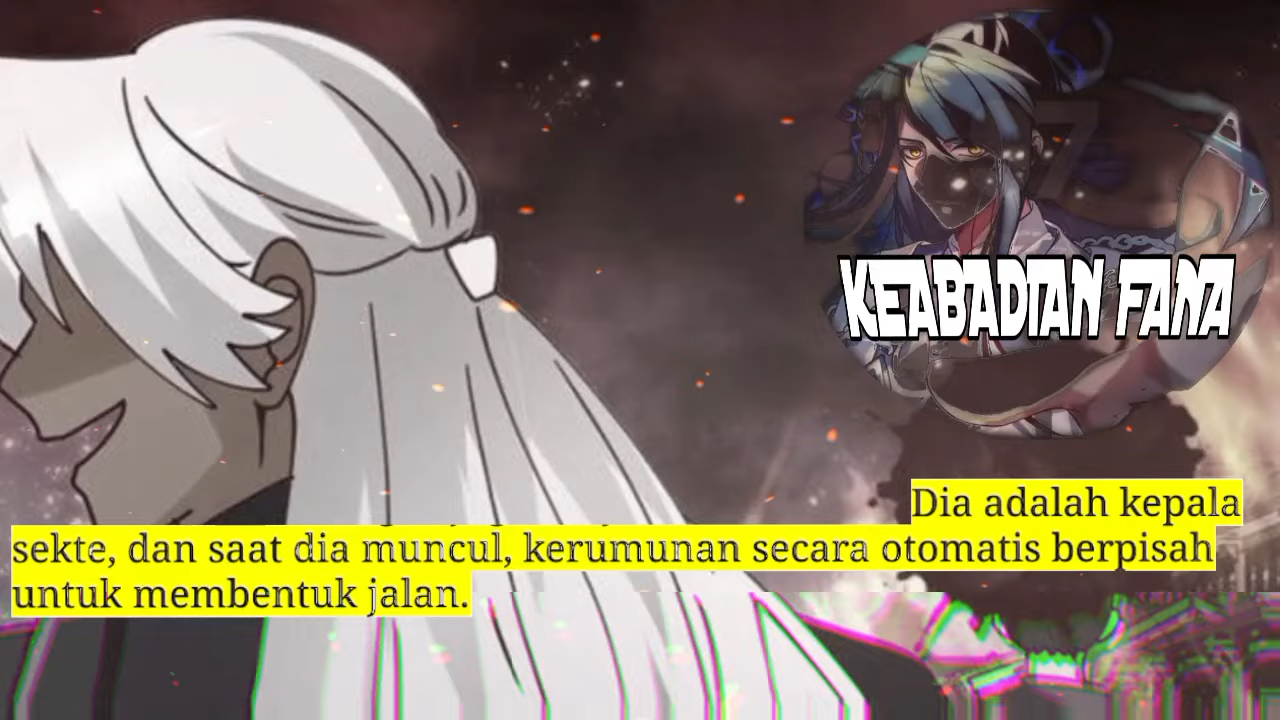 KEABADIAN FANA
Dia adalah kepala
sekte, dan saat dia muncul, kerumunan secara otomatis berpisah
untuk membentuk jalan.